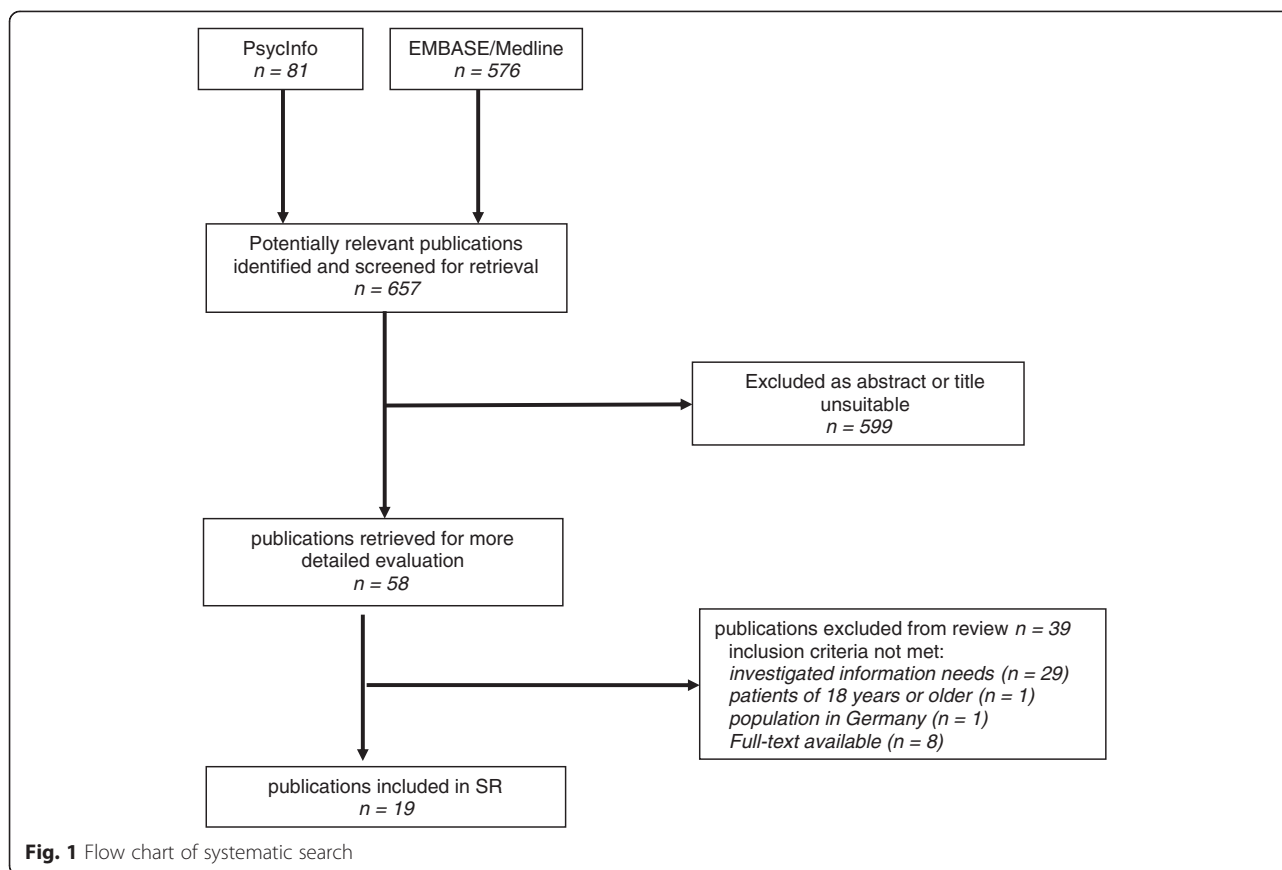 PsycInfo
n = 81
EMBASE/Medline
n = 576
Potentially relevant publications
identified and screened for retrieval
n = 657
Excluded as abstract or title
unsuitable
n = 599
publications retrieved for more
detailed evaluation
n = 58
publications excluded from review n = 39
inclusion criteria not met:
investigated information needs (n = 29)
patients of 18 years or older (n = 1)
population in Germany (n = 1)
Full-text available (n = 8)
publications included in SR
n = 19
Fig. 1 Flow chart of systematic search